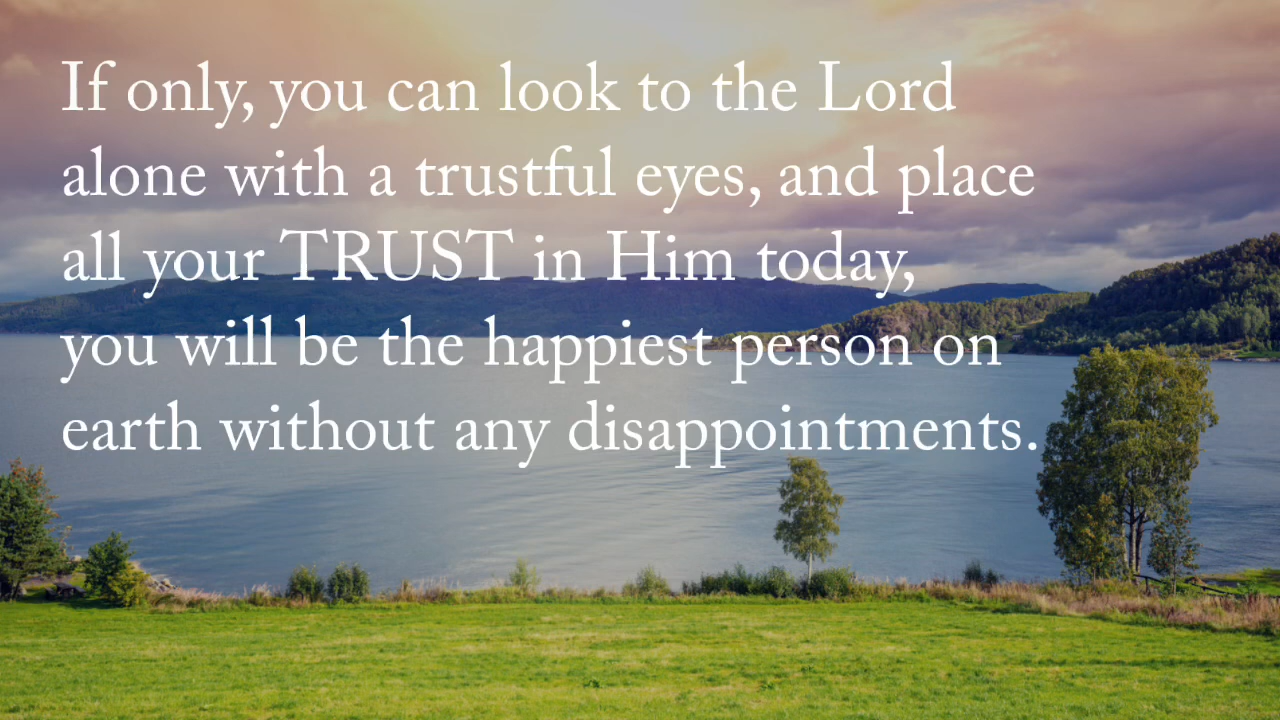 If only, you can look to the Lord
alone with a trustful eyes, and place
all your TRUST in Him today,
you will be the happiest person on
earth without any disappointments.